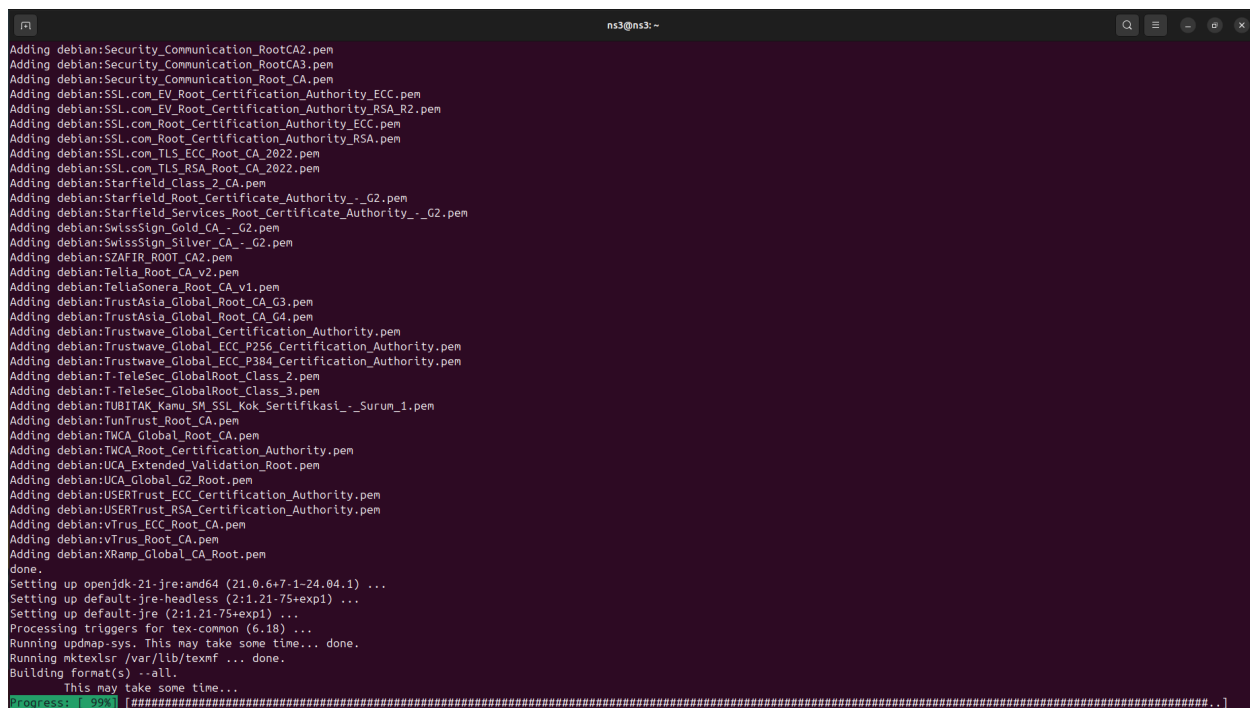 ns3@ns3: ~
Adding debian:Security_Communication_RootCA2.pem
Adding debian:Security_Communication_RootCA3.pem
Adding debian:Security_Communication_Root_CA.pem
Adding debian:SSL.com_EV_Root_Certification_Authority_ECC.pem
Adding debian:SSL.com_EV_Root_Certification_Authority_RSA_R2.pem
Adding debian:SSL.com_Root_Certification_Authority_ECC.pem
Adding debian:SSL.com_Root_Certification_Authority_RSA.pem
Adding debian:SSL.com_TLS_ECC_Root_CA_2022.pem
Adding debian:SSL.com_TLS_RSA_Root_CA_2022.pem
Adding debian:Starfield_Class_2_CA.pem
Adding debian:Starfield_Root_Certificate_Authority_-_G2.pem
Adding debian:Starfield_Services_Root_Certificate_Authority_-_G2.pem
Adding debian:SwissSign_Gold_CA_-_G2.pem
Adding debian:SwissSign_Silver_CA_-_G2.pem
Adding debian:SZAFIR_ROOT_CA2.pem
Adding debian:Telia_Root_CA_v2.pem
Adding debian:TeliaSonera_Root_CA_v1.pem
Adding debian:TrustAsia_Global_Root_CA_G3.pem
Adding debian:TrustAsia_Global_Root_CA_G4.pem
Adding debian:Trustwave_Global_Certification_Authority.pem
Adding debian:Trustwave_Global_ECC_P256_Certification_Authority.pem
Adding debian:Trustwave_Global_ECC_P384_Certification_Authority.pem
Adding debian:T-TeleSec_GlobalRoot_Class_2.pem
Adding debian:T-TeleSec_GlobalRoot_Class_3.pem
Adding debian:TUBITAK_Kamu_SM_SSL_Kok_Sertifikasi_-_Surum_1.pem
Adding debian:TunTrust_Root_CA.pem
Adding debian:TWCA_Global_Root_CA.pem
Adding debian:TWCA_Root_Certification_Authority.pem
Adding debian:UCA_Extended_Validation_Root.pem
Adding debian:UCA_Global_G2_Root.pem
Adding debian:USERTrust_ECC_Certification_Authority.pem
Adding debian:USERTrust_RSA_Certification_Authority.pem
Adding debian:vTrus_ECC_Root_CA.pem
Adding debian:vTrus_Root_CA.pem
Adding debian:XRamp_Global_CA_Root.pem
done.
Setting up openjdk-21-jre:amd64 (21.0.6+7-1~24.04.1) ...
Setting up default-jre-headless (2:1.21-75+exp1) ...
Setting up default-jre (2:1.21-75+exp1) ...
Processing triggers for tex-common (6.18) ...
Running updmap-sys. This may take some time... done.
Running mktexlsr /var/lib/texmf ... done.
Building format(s) --all.
This may take some time...
Progress: [ 99%] [################################################################################################################################################################..]